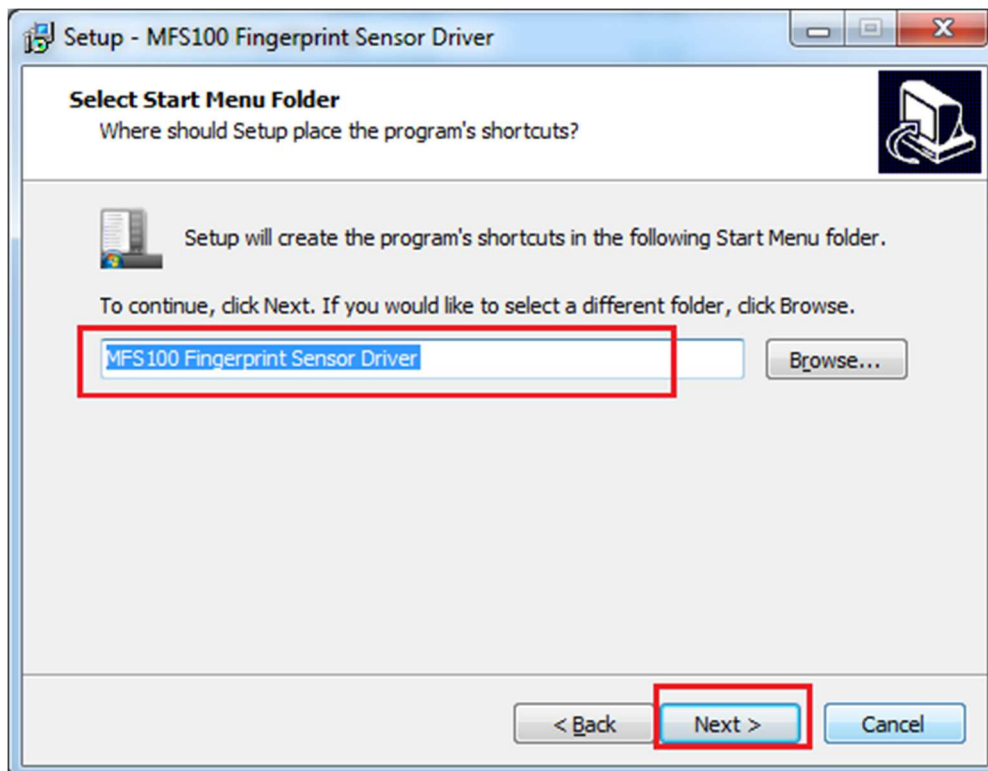 Setup - MFS100 Fingerprint Sensor Driver
Select Start Menu Folder
Where should Setup place the program's shortcuts?
Setup will create the program's shortcuts in the following Start Menu folder.
To continue, click Next. If you would like to select a different folder, click Browse.
MFS100 Fingerprint Sensor Driver
Browse...
< Back
Next >
Cancel